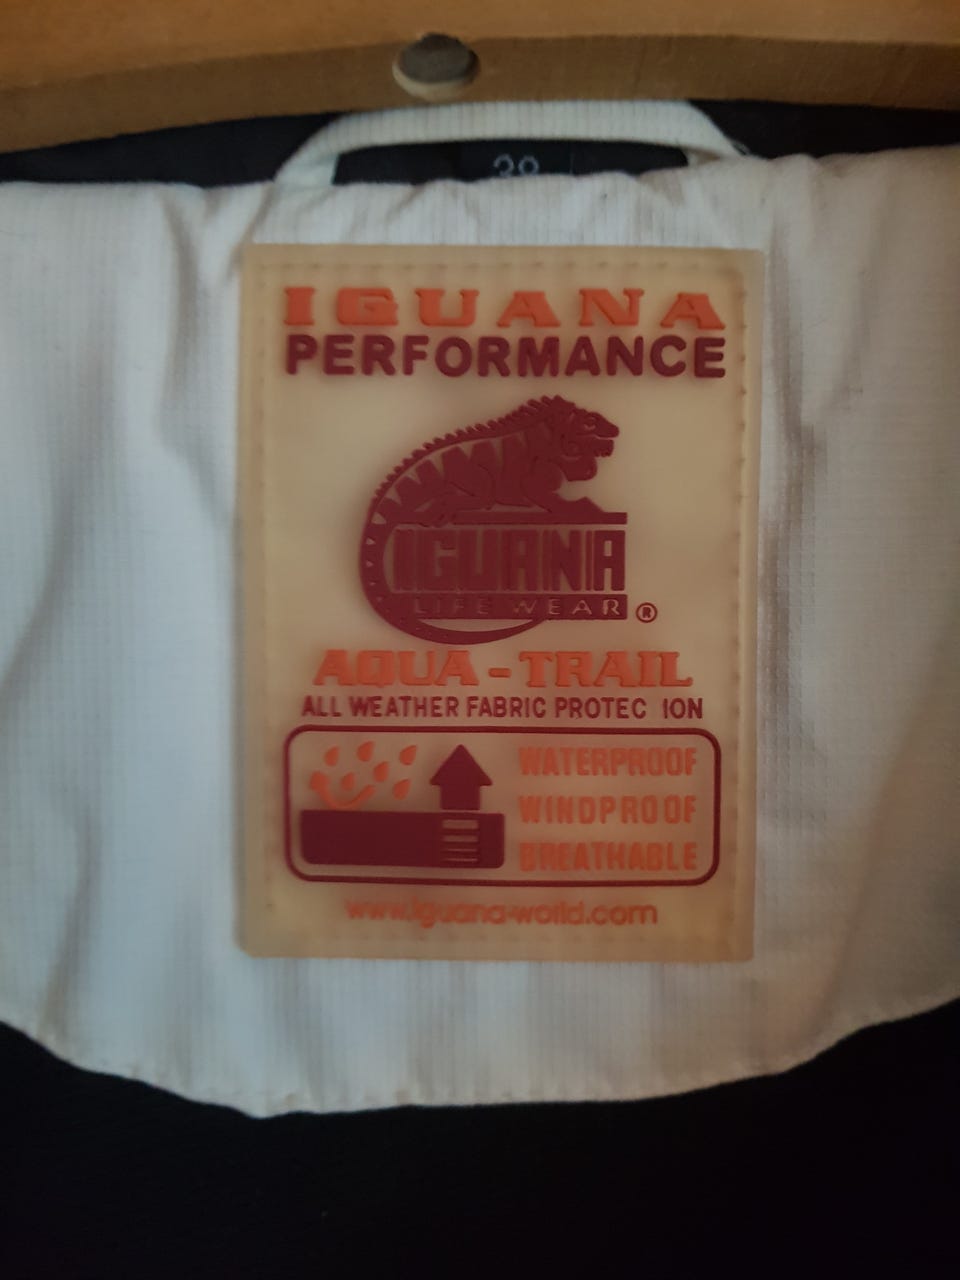 38
IGUANA
PERFORMANCE
IGUANA
LIFE WEAR ®
AQUA-TRAIL
ALL WEATHER FABRIC PROTEC ION
WATERPROOF
WINDPROOF
BREATHABLE
www.iguana-world.com